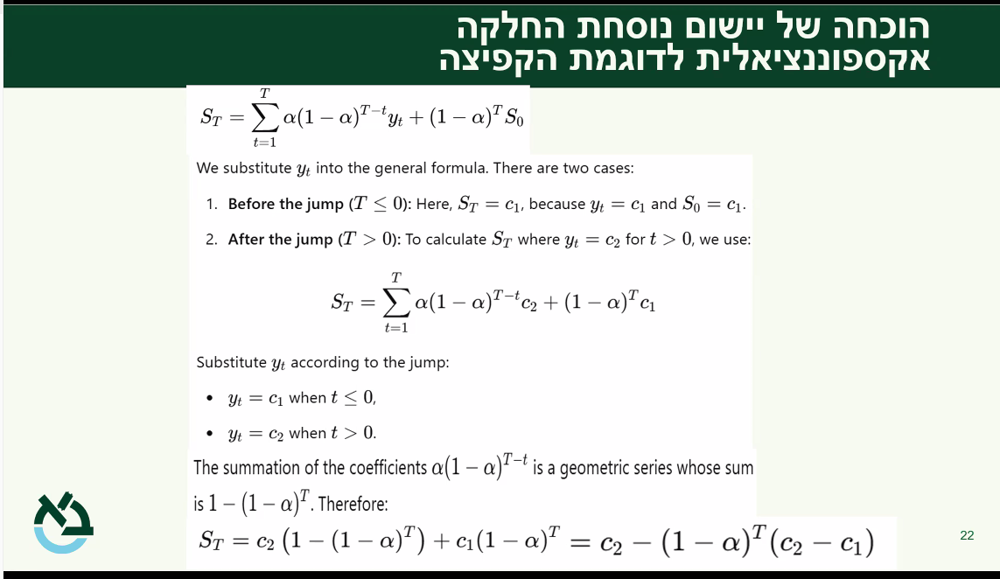 הוכחה של יישום נוסחת החלקה
אקספוננציאלית לדוגמת הקפיצה
$S_T = \sum_{t=1}^{T} \alpha(1-\alpha)^{T-t} y_t + (1-\alpha)^T S_0$
We substitute $y_t$ into the general formula. There are two cases:
1. Before the jump ($T \leq 0$): Here, $S_T = c_1$, because $y_t = c_1$ and $S_0 = c_1$.
2. After the jump ($T > 0$): To calculate $S_T$ where $y_t = c_2$ for $t > 0$, we use:
$S_T = \sum_{t=1}^{T} \alpha(1-\alpha)^{T-t} c_2 + (1-\alpha)^T c_1$
Substitute $y_t$ according to the jump:
• $y_t = c_1$ when $t \leq 0$,
• $y_t = c_2$ when $t > 0$.
The summation of the coefficients $\alpha(1-\alpha)^{T-t}$ is a geometric series whose sum
is $1-(1-\alpha)^T$. Therefore:
$S_T = c_2\left(1-(1-\alpha)^T\right) + c_1(1-\alpha)^T = c_2 - (1-\alpha)^T(c_2-c_1)$
22